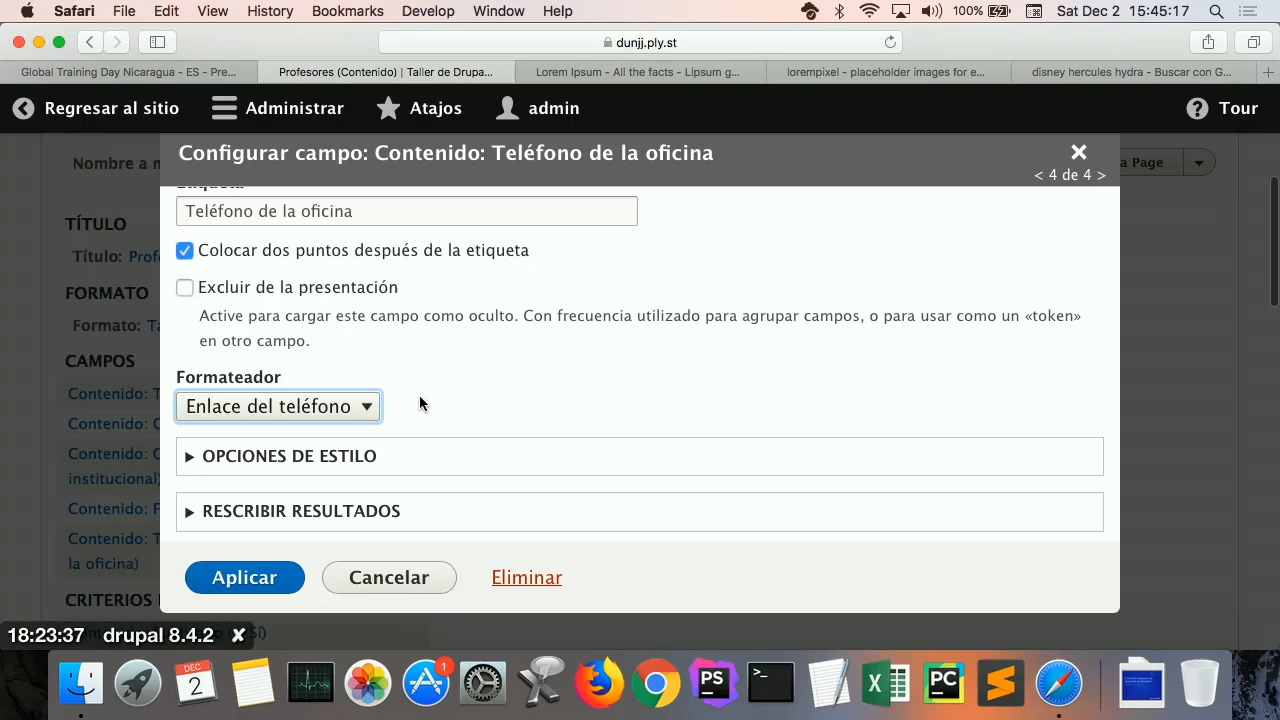 Safari File Edit View History Bookmarks Develop Window Help 100% Sat Dec 2 15:45:17
dunjj.ply.st
Global Training Day Nicaragua - ES - Pre...
Profesores (Contenido) | Taller de Drupa...
Lorem Ipsum - All the facts - Lipsum g...
lorempixel - placeholder images for e...
disney hercules hydra - Buscar con G...
Regresar al sitio Administrar Atajos admin Tour
Configurar campo: Contenido: Teléfono de la oficina
< 4 de 4 >
Nombre a
a Page
TÍTULO
Título: Prof
FORMATO
Formato: Ta
CAMPOS
Contenido: T
Contenido: C
Contenido: C
institucional)
Contenido: F
Contenido: T
la oficina)
CRITERIOS
Etiqueta
Teléfono de la oficina
Colocar dos puntos después de la etiqueta
Excluir de la presentación
Active para cargar este campo como oculto. Con frecuencia utilizado para agrupar campos, o para usar como un «token»
en otro campo.
Formateador
Enlace del teléfono
OPCIONES DE ESTILO
RESCRIBIR RESULTADOS
Aplicar Cancelar Eliminar
18:23:37 drupal 8.4.2 ✘
Sí)
DEC
2
1
PS
PC